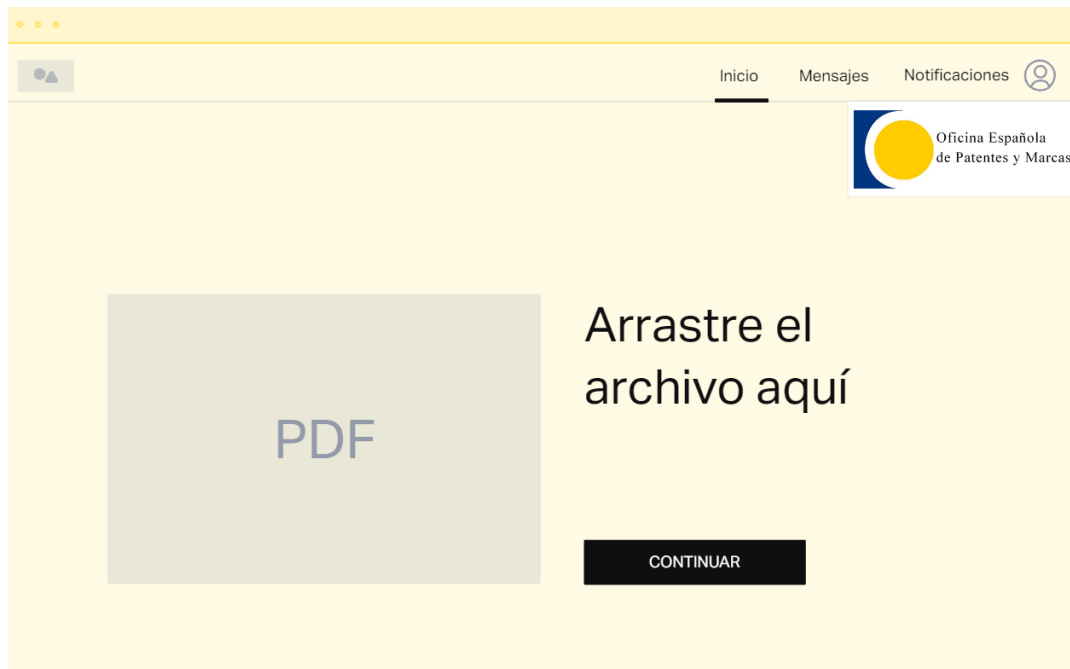 Inicio Mensajes Notificaciones
Oficina Española
de Patentes y Marcas
Arrastre el
archivo aquí
PDF
CONTINUAR